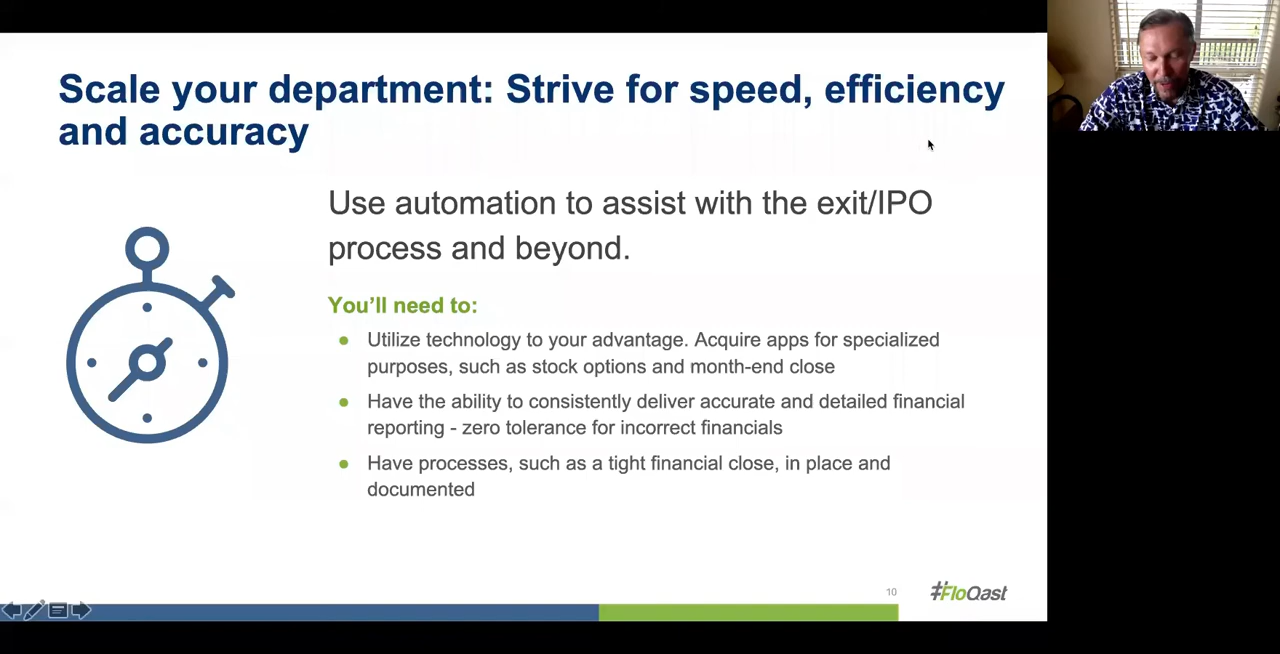 Scale your department: Strive for speed, efficiency
and accuracy
Use automation to assist with the exit/IPO
process and beyond.
You’ll need to:
● Utilize technology to your advantage. Acquire apps for specialized
purposes, such as stock options and month-end close
● Have the ability to consistently deliver accurate and detailed financial
reporting - zero tolerance for incorrect financials
● Have processes, such as a tight financial close, in place and
documented
10
#FloQast